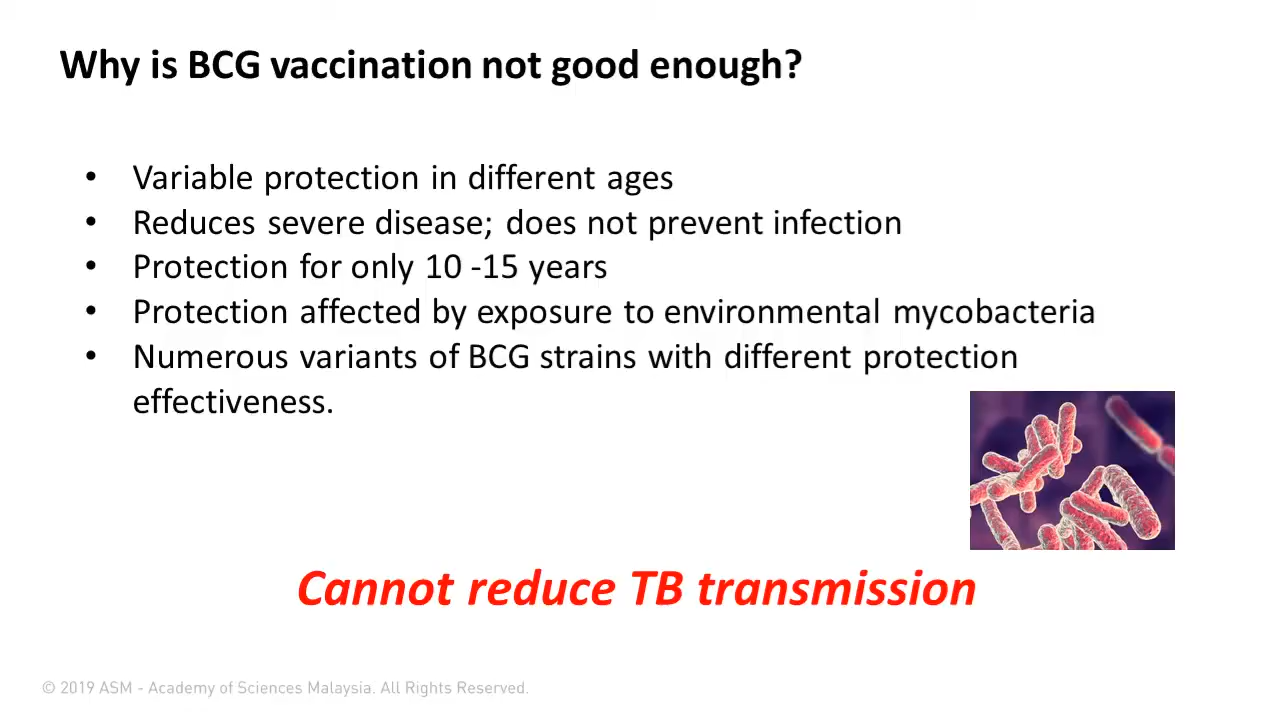 Why is BCG vaccination not good enough?
• Variable protection in different ages
• Reduces severe disease; does not prevent infection
• Protection for only 10 -15 years
• Protection affected by exposure to environmental mycobacteria
• Numerous variants of BCG strains with different protection
effectiveness.
Cannot reduce TB transmission
© 2019 ASM - Academy of Sciences Malaysia. All Rights Reserved.